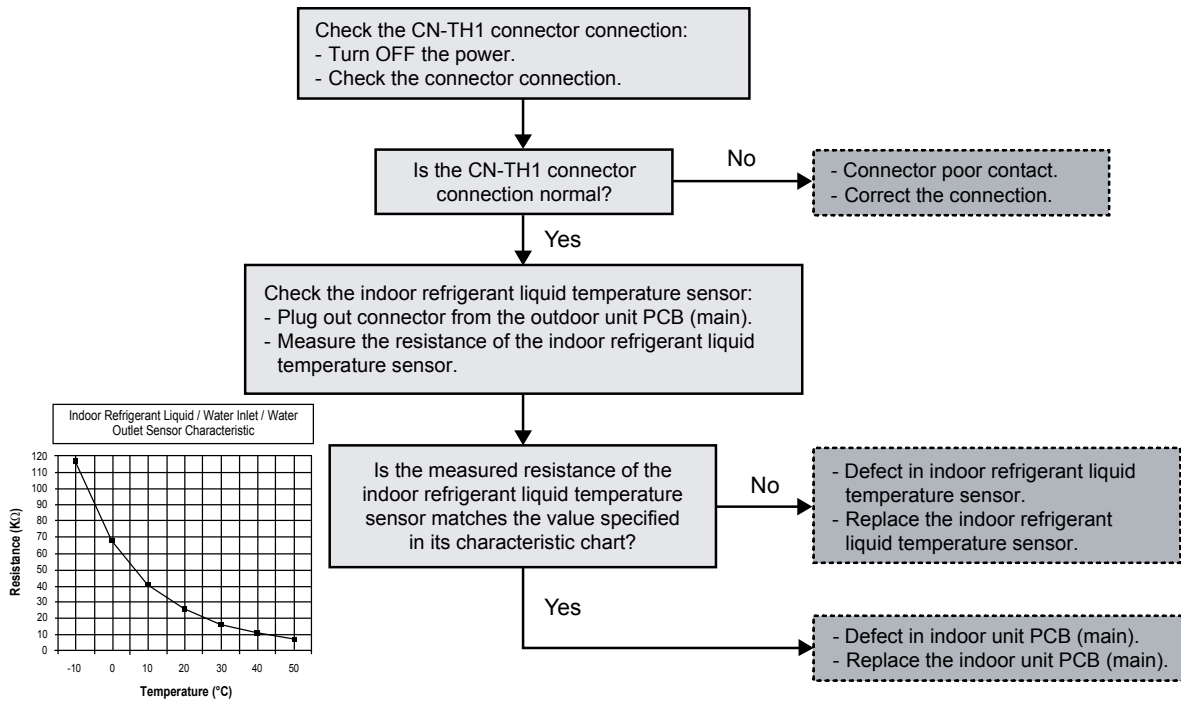 Check the CN-TH1 connector connection:
- Turn OFF the power.
- Check the connector connection.
Is the CN-TH1 connector
connection normal?
No
- Connector poor contact.
- Correct the connection.
Yes
Check the indoor refrigerant liquid temperature sensor:
- Plug out connector from the outdoor unit PCB (main).
- Measure the resistance of the indoor refrigerant liquid
temperature sensor.
Indoor Refrigerant Liquid / Water Inlet / Water
Outlet Sensor Characteristic
120
110
100
90
80
70
60
50
40
30
20
10
0
Resistance (KΩ)
-10 0 10 20 30 40 50
Temperature (°C)
Is the measured resistance of the
indoor refrigerant liquid temperature
sensor matches the value specified
in its characteristic chart?
No
- Defect in indoor refrigerant liquid
temperature sensor.
- Replace the indoor refrigerant
liquid temperature sensor.
Yes
- Defect in indoor unit PCB (main).
- Replace the indoor unit PCB (main).